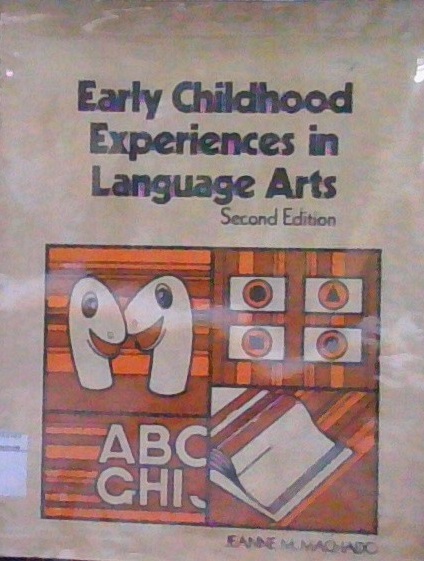 Early Childhood
Experiences in
Language Arts
Second Edition
ABC
GHIJ
JEANNE M. MACHADO